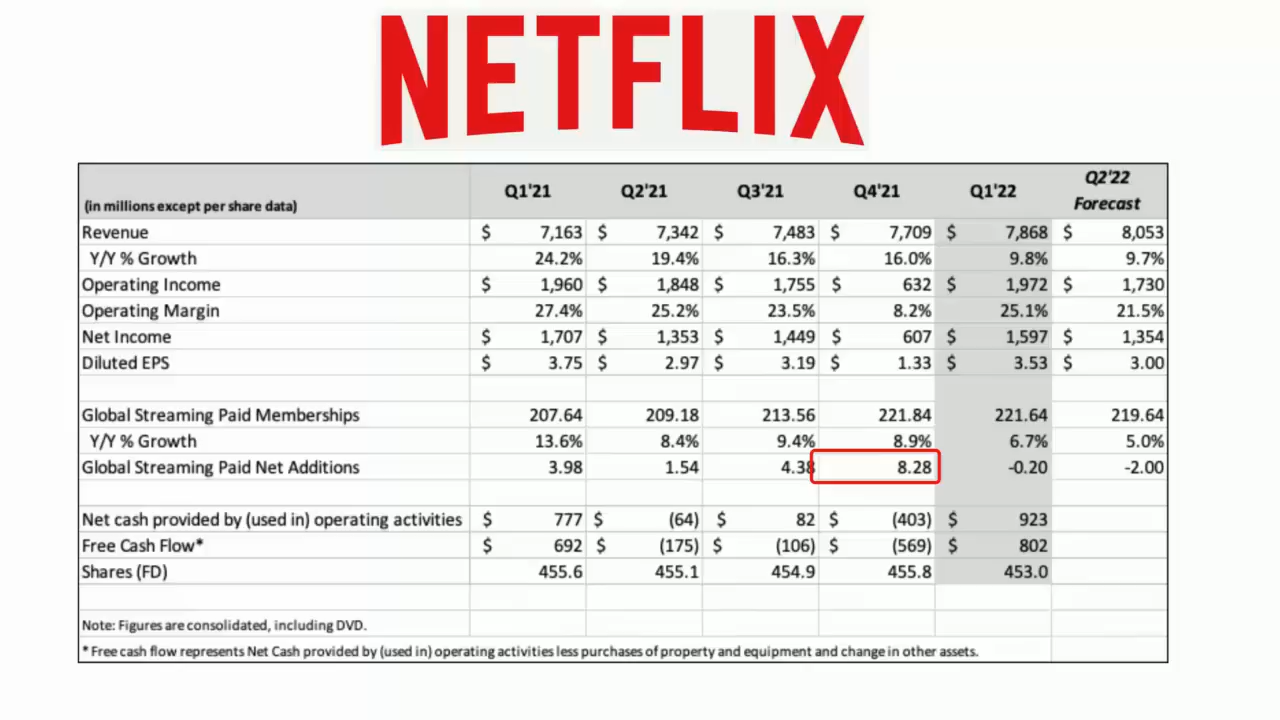 NETFLIX
(in millions except per share data) Q1'21 Q2'21 Q3'21 Q4'21 Q1'22 Q2'22 Forecast
Revenue $ 7,163 $ 7,342 $ 7,483 $ 7,709 $ 7,868 $ 8,053
Y/Y % Growth 24.2% 19.4% 16.3% 16.0% 9.8% 9.7%
Operating Income $ 1,960 $ 1,848 $ 1,755 $ 632 $ 1,972 $ 1,730
Operating Margin 27.4% 25.2% 23.5% 8.2% 25.1% 21.5%
Net Income $ 1,707 $ 1,353 $ 1,449 $ 607 $ 1,597 $ 1,354
Diluted EPS $ 3.75 $ 2.97 $ 3.19 $ 1.33 $ 3.53 $ 3.00
Global Streaming Paid Memberships 207.64 209.18 213.56 221.84 221.64 219.64
Y/Y % Growth 13.6% 8.4% 9.4% 8.9% 6.7% 5.0%
Global Streaming Paid Net Additions 3.98 1.54 4.38 8.28 -0.20 -2.00
Net cash provided by (used in) operating activities $ 777 $ (64) $ 82 $ (403) $ 923
Free Cash Flow* $ 692 $ (175) $ (106) $ (569) $ 802
Shares (FD) 455.6 455.1 454.9 455.8 453.0
Note: Figures are consolidated, including DVD.
* Free cash flow represents Net Cash provided by (used in) operating activities less purchases of property and equipment and change in other assets.